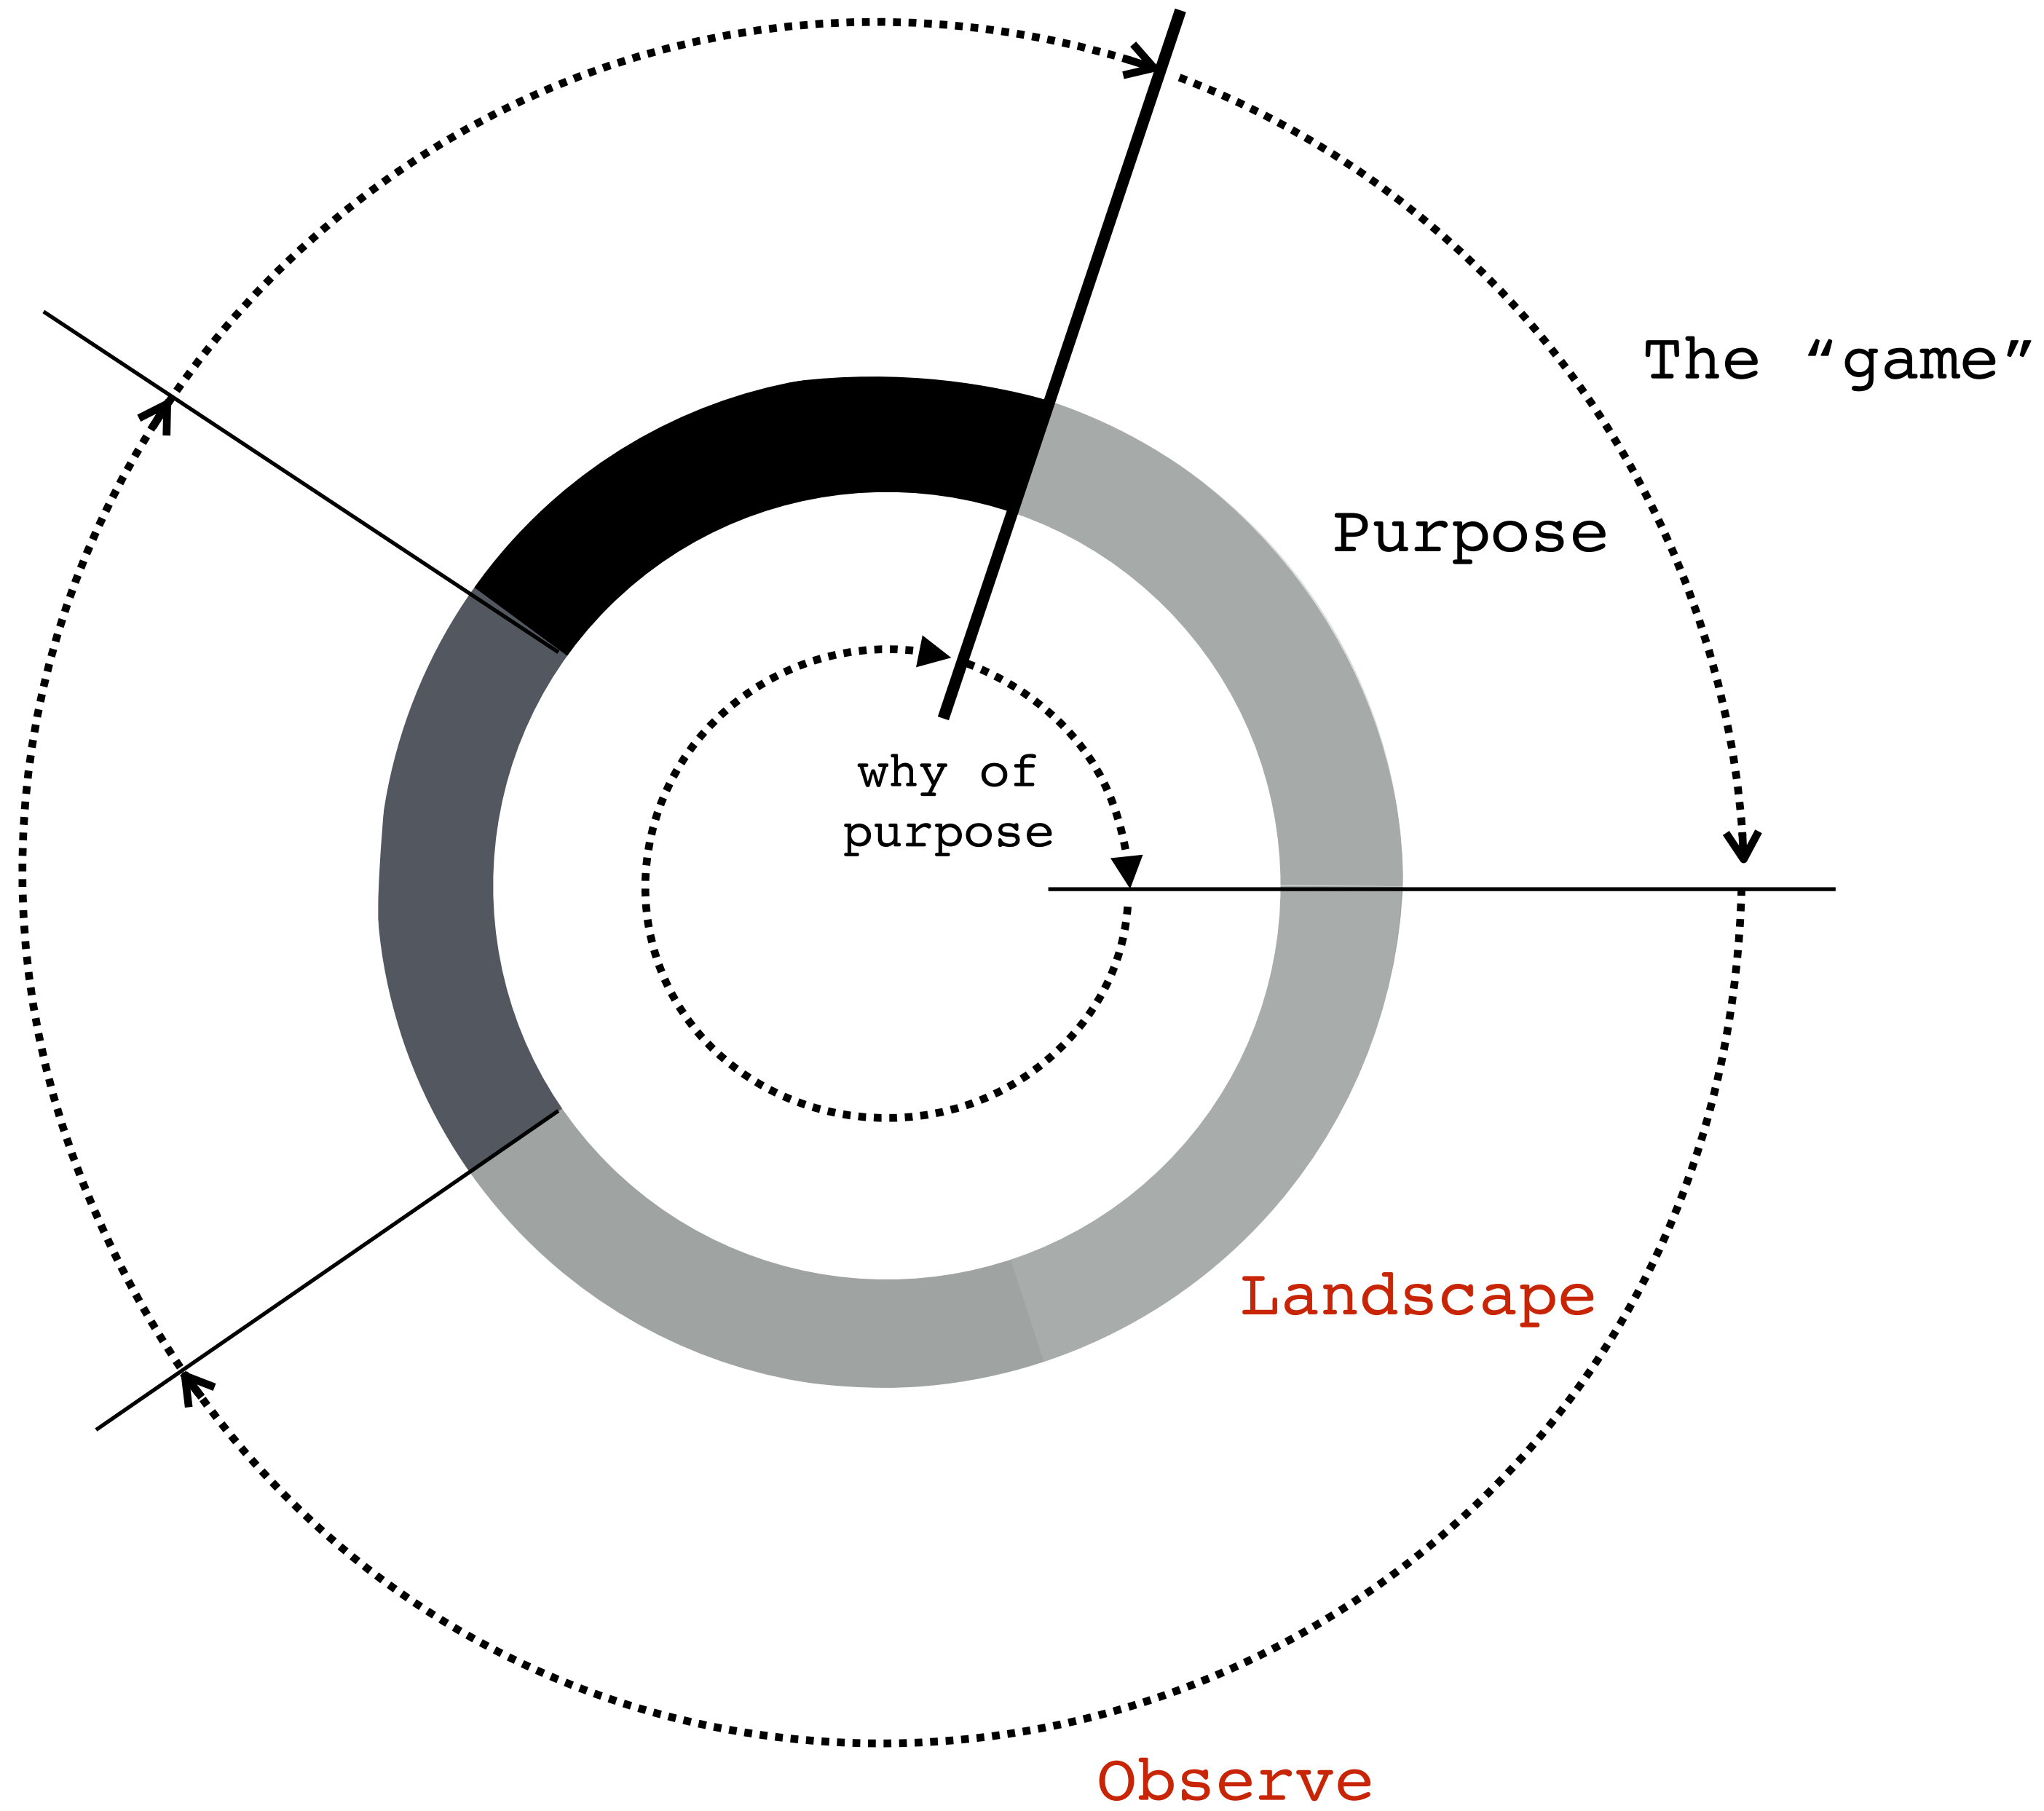 The “game”
Purpose
why of
purpose
Landscape
Observe